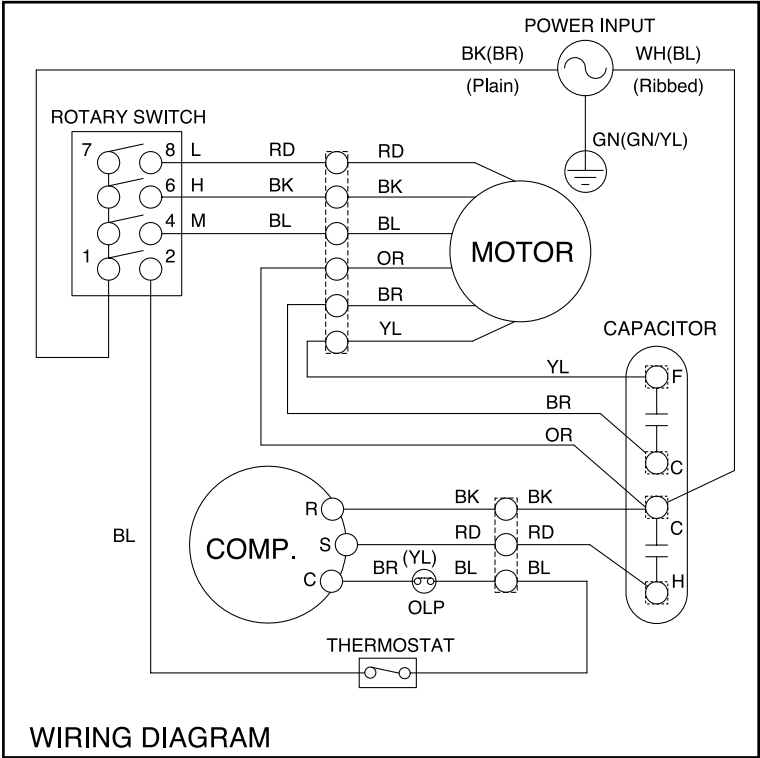 POWER INPUT
BK(BR) WH(BL)
(Plain) (Ribbed)
GN(GN/YL)
ROTARY SWITCH
7 8 L RD RD
6 H BK BK
4 M BL BL
1 2 OR
BR
YL
MOTOR
CAPACITOR
YL F
BR
OR C
R BK BK C
BL COMP. S RD RD
C BR (YL) BL BL H
OLP
THERMOSTAT
WIRING DIAGRAM